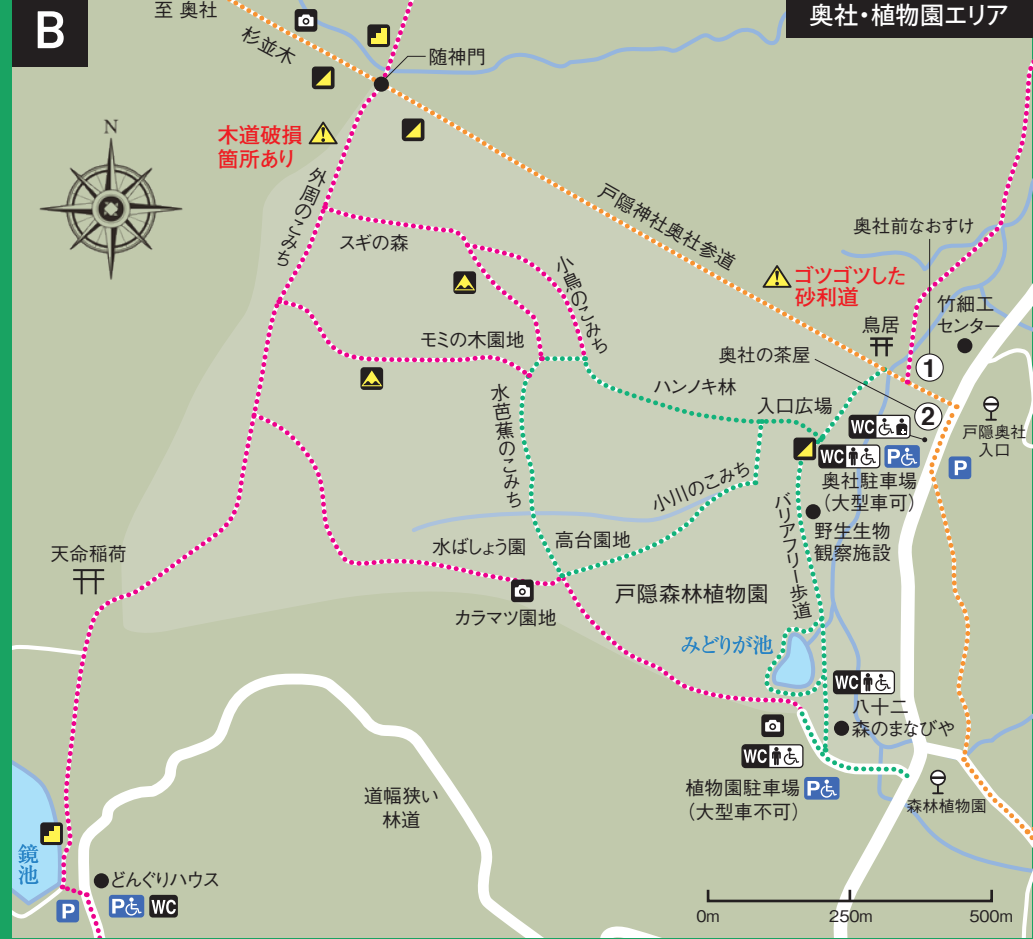 B
至 奥社
奥社・植物園エリア
杉並木
随神門
N
木道破損
箇所あり
外周のこみち
スギの森
戸隠神社奥社参道
奥社前なおすけ
ゴツゴツした
砂利道
小鳥のこみち
鳥居
竹細工
センター
モミの木園地
奥社の茶屋
1
ハンノキ林
水芭蕉のこみち
入口広場
2
WC
戸隠奥社
入口
WC
P
P
小川のこみち
奥社駐車場
(大型車可)
バリアフリー歩道
野生生物
観察施設
天命稲荷
水ばしょう園
高台園地
カラマツ園地
戸隠森林植物園
みどりが池
WC
八十二
森のまなびや
WC
植物園駐車場
P
(大型車不可)
森林植物園
道幅狭い
林道
鏡池
どんぐりハウス
P
P
WC
0m
250m
500m